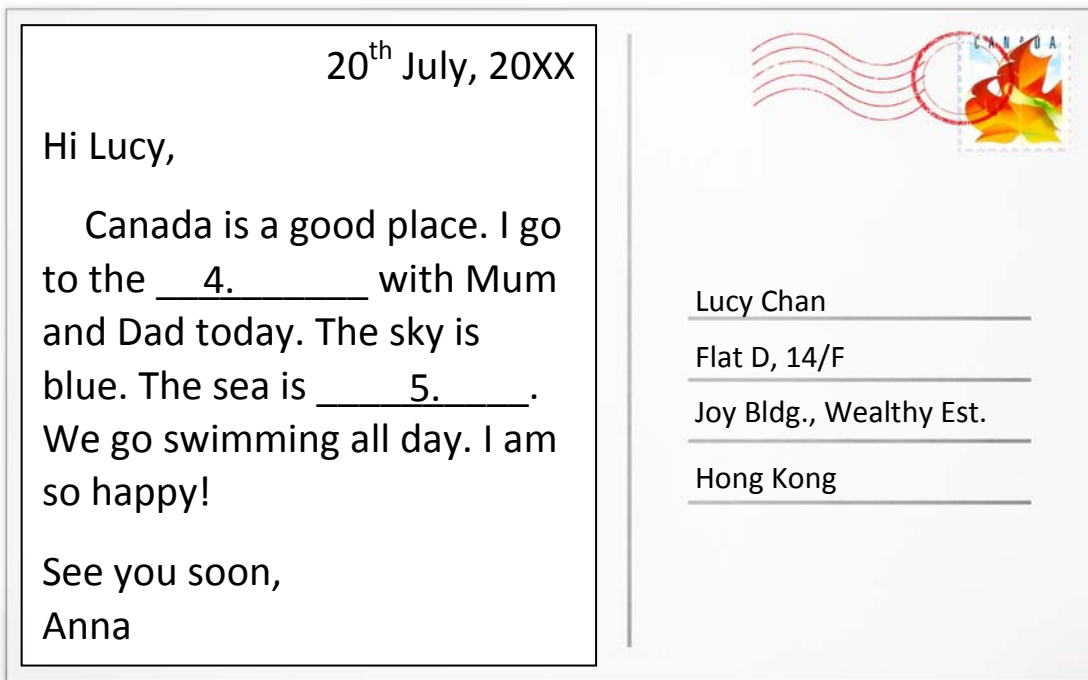 20th July, 20XX
Hi Lucy,
Canada is a good place. I go
to the ___4.______ with Mum
and Dad today. The sky is
blue. The sea is _____5.____.
We go swimming all day. I am
so happy!
See you soon,
Anna
CANADA
Lucy Chan
Flat D, 14/F
Joy Bldg., Wealthy Est.
Hong Kong